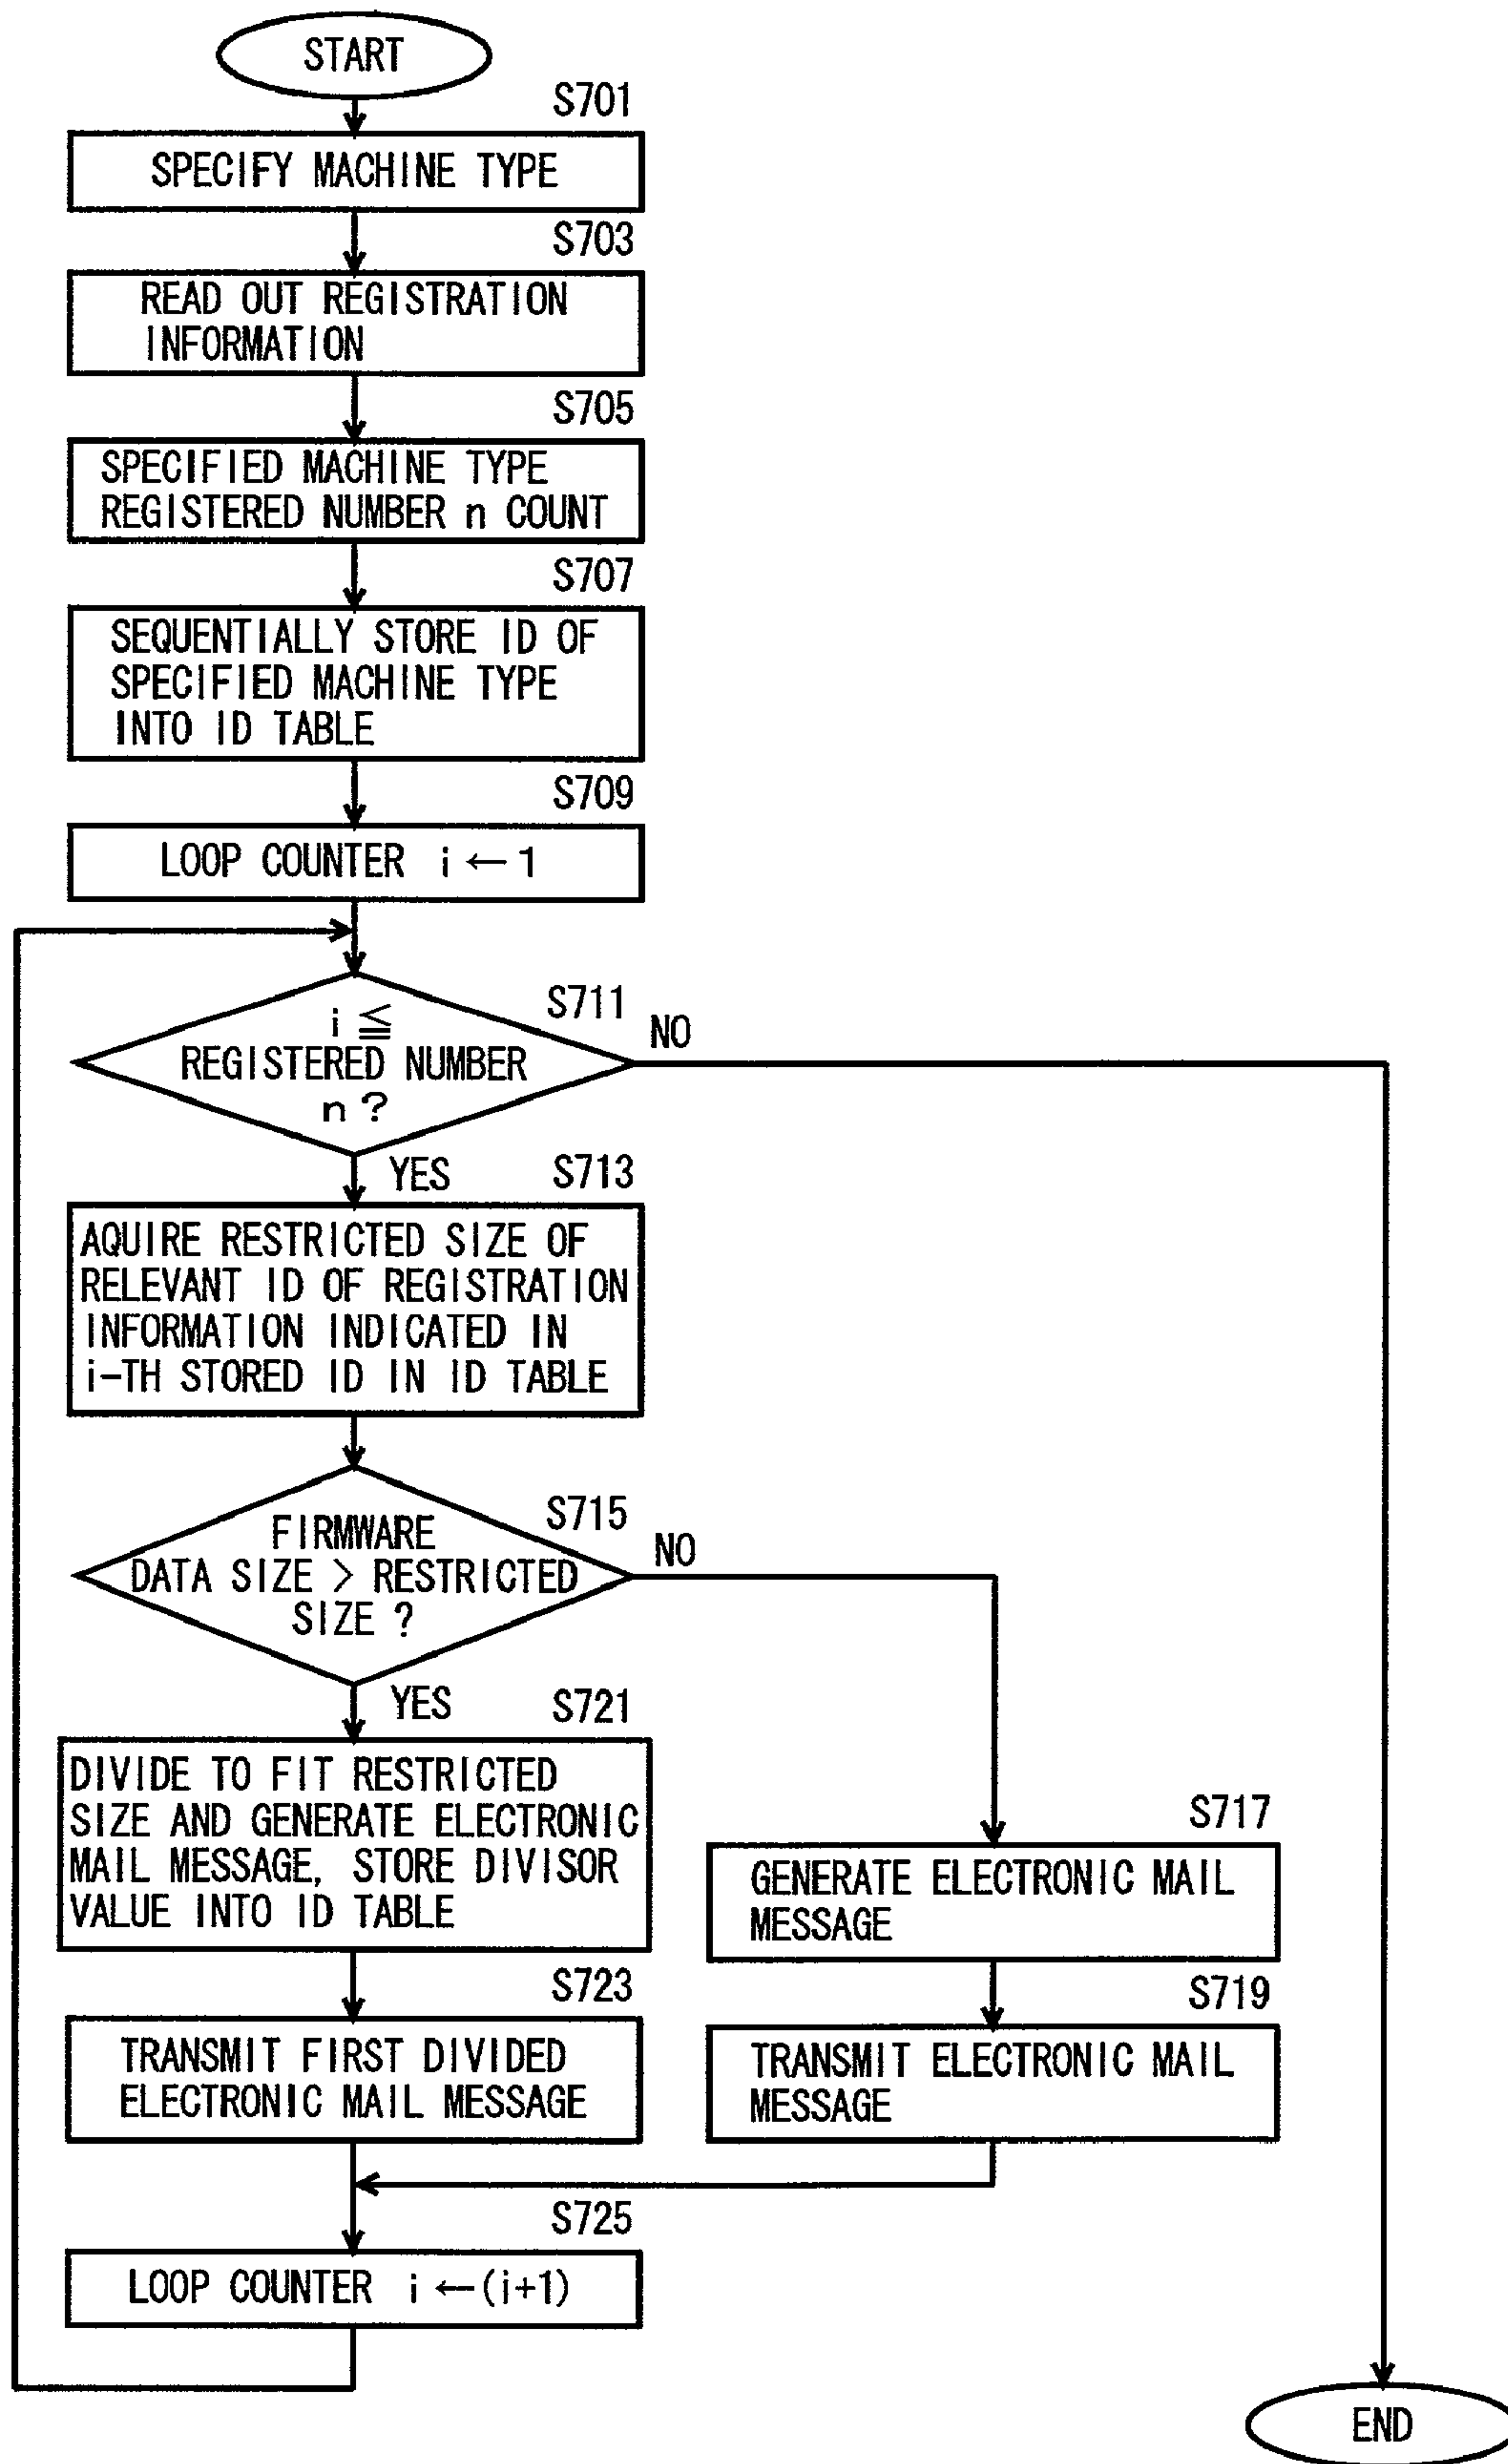 START
S701
SPECIFY MACHINE TYPE
S703
READ OUT REGISTRATION
INFORMATION
S705
SPECIFIED MACHINE TYPE
REGISTERED NUMBER n COUNT
S707
SEQUENTIALLY STORE ID OF
SPECIFIED MACHINE TYPE
INTO ID TABLE
S709
LOOP COUNTER i ← 1
S711
i ≦
REGISTERED NUMBER
n ?
NO
YES
S713
AQUIRE RESTRICTED SIZE OF
RELEVANT ID OF REGISTRATION
INFORMATION INDICATED IN
i-TH STORED ID IN ID TABLE
S715
FIRMWARE
DATA SIZE > RESTRICTED
SIZE ?
NO
YES
S721
DIVIDE TO FIT RESTRICTED
SIZE AND GENERATE ELECTRONIC
MAIL MESSAGE, STORE DIVISOR
VALUE INTO ID TABLE
S717
GENERATE ELECTRONIC MAIL
MESSAGE
S723
TRANSMIT FIRST DIVIDED
ELECTRONIC MAIL MESSAGE
S719
TRANSMIT ELECTRONIC MAIL
MESSAGE
S725
LOOP COUNTER i ← (i+1)
END